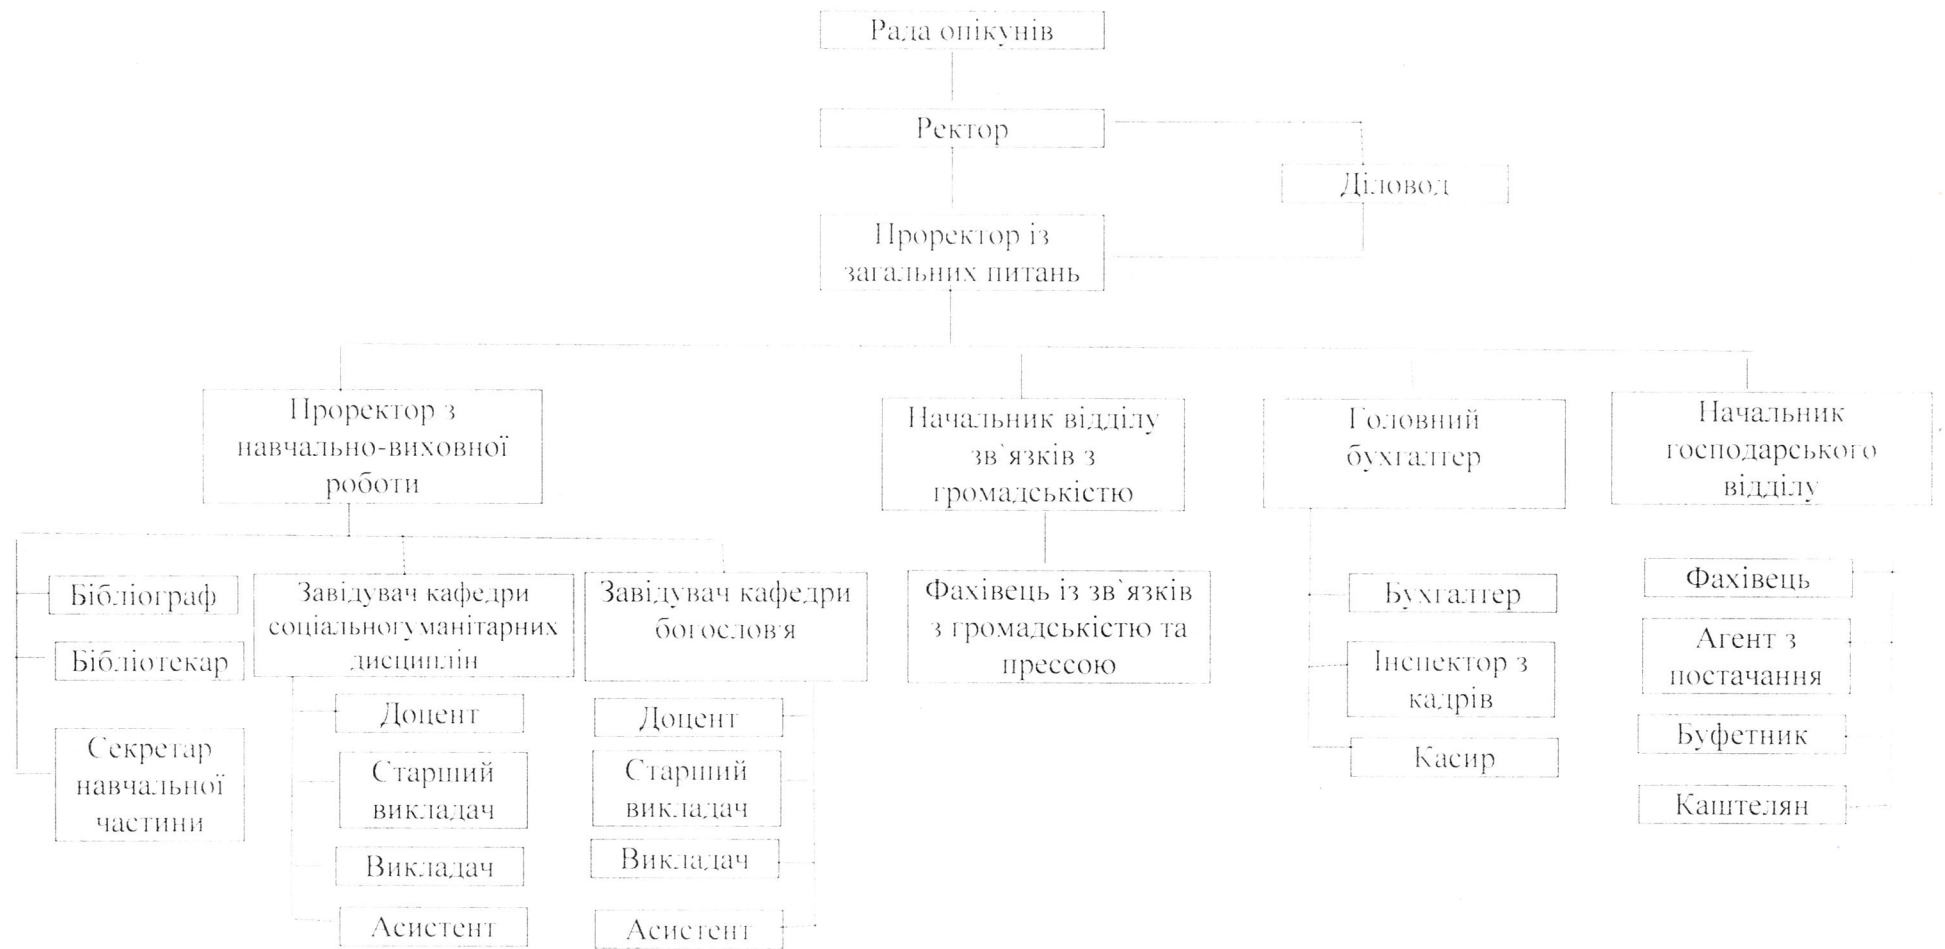 Рада опікунів
Ректор
Діловод
Проректор із
загальних питань
Проректор з
навчально-виховної
роботи
Начальник відділу
зв`язків з
громадськістю
Головний
бухгалтер
Начальник
господарського
відділу
Бібліограф
Бібліотекар
Секретар
навчальної
частини
Завідувач кафедри
соціальногуманітарних
дисциплін
Доцент
Старший
викладач
Викладач
Асистент
Завідувач кафедри
богослов'я
Доцент
Старший
викладач
Викладач
Асистент
Фахівець із зв`язків
з громадськістю та
прессою
Бухгалтер
Інспектор з
кадрів
Касир
Фахівець
Агент з
постачання
Буфетник
Каштелян